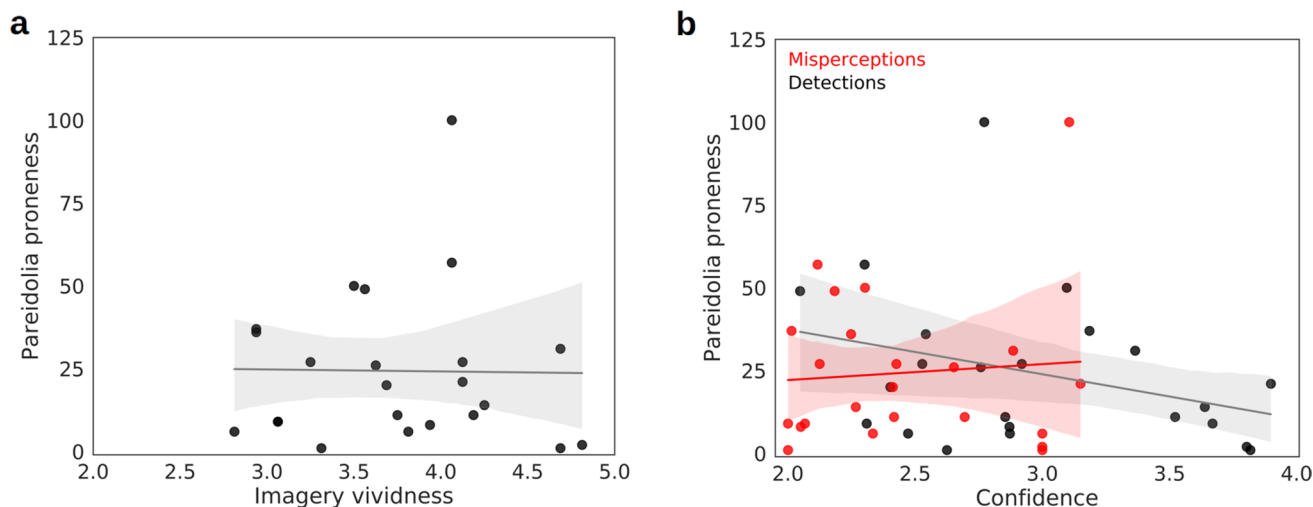 a
125
100
75
50
25
0
2.0 2.5 3.0 3.5 4.0 4.5 5.0
Pareidolia proneness
Imagery vividness
b
125
100
75
50
25
0
2.0 2.5 3.0 3.5 4.0
Pareidolia proneness
Confidence
Misperceptions
Detections